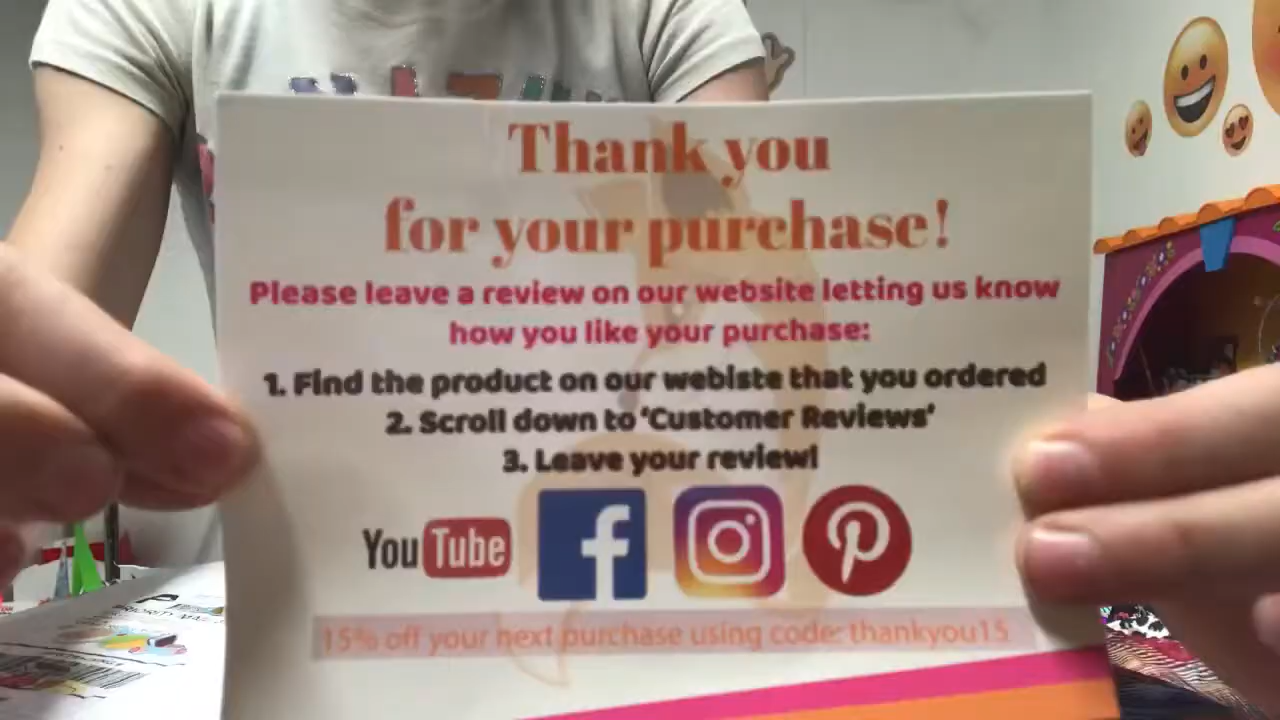 Thank you
for your purchase!
Please leave a review on our website letting us know
how you like your purchase:
1. Find the product on our webiste that you ordered
2. Scroll down to 'Customer Reviews'
3. Leave your review!
YouTube
15% off your next purchase using code: thankyou15